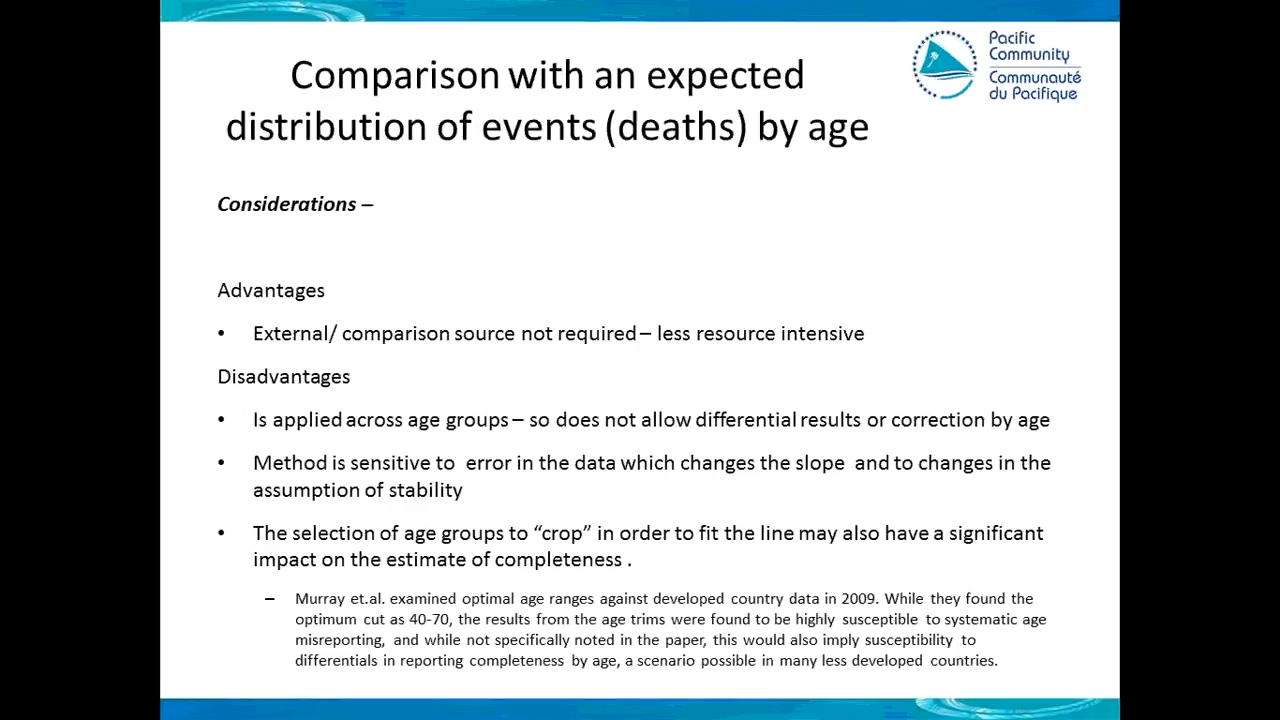 Comparison with an expected
distribution of events (deaths) by age
Pacific
Community
Communauté
du Pacifique
Considerations –
Advantages
• External/ comparison source not required – less resource intensive
Disadvantages
• Is applied across age groups – so does not allow differential results or correction by age
• Method is sensitive to error in the data which changes the slope and to changes in the
assumption of stability
• The selection of age groups to “crop” in order to fit the line may also have a significant
impact on the estimate of completeness .
– Murray et.al. examined optimal age ranges against developed country data in 2009. While they found the
optimum cut as 40-70, the results from the age trims were found to be highly susceptible to systematic age
misreporting, and while not specifically noted in the paper, this would also imply susceptibility to
differentials in reporting completeness by age, a scenario possible in many less developed countries.